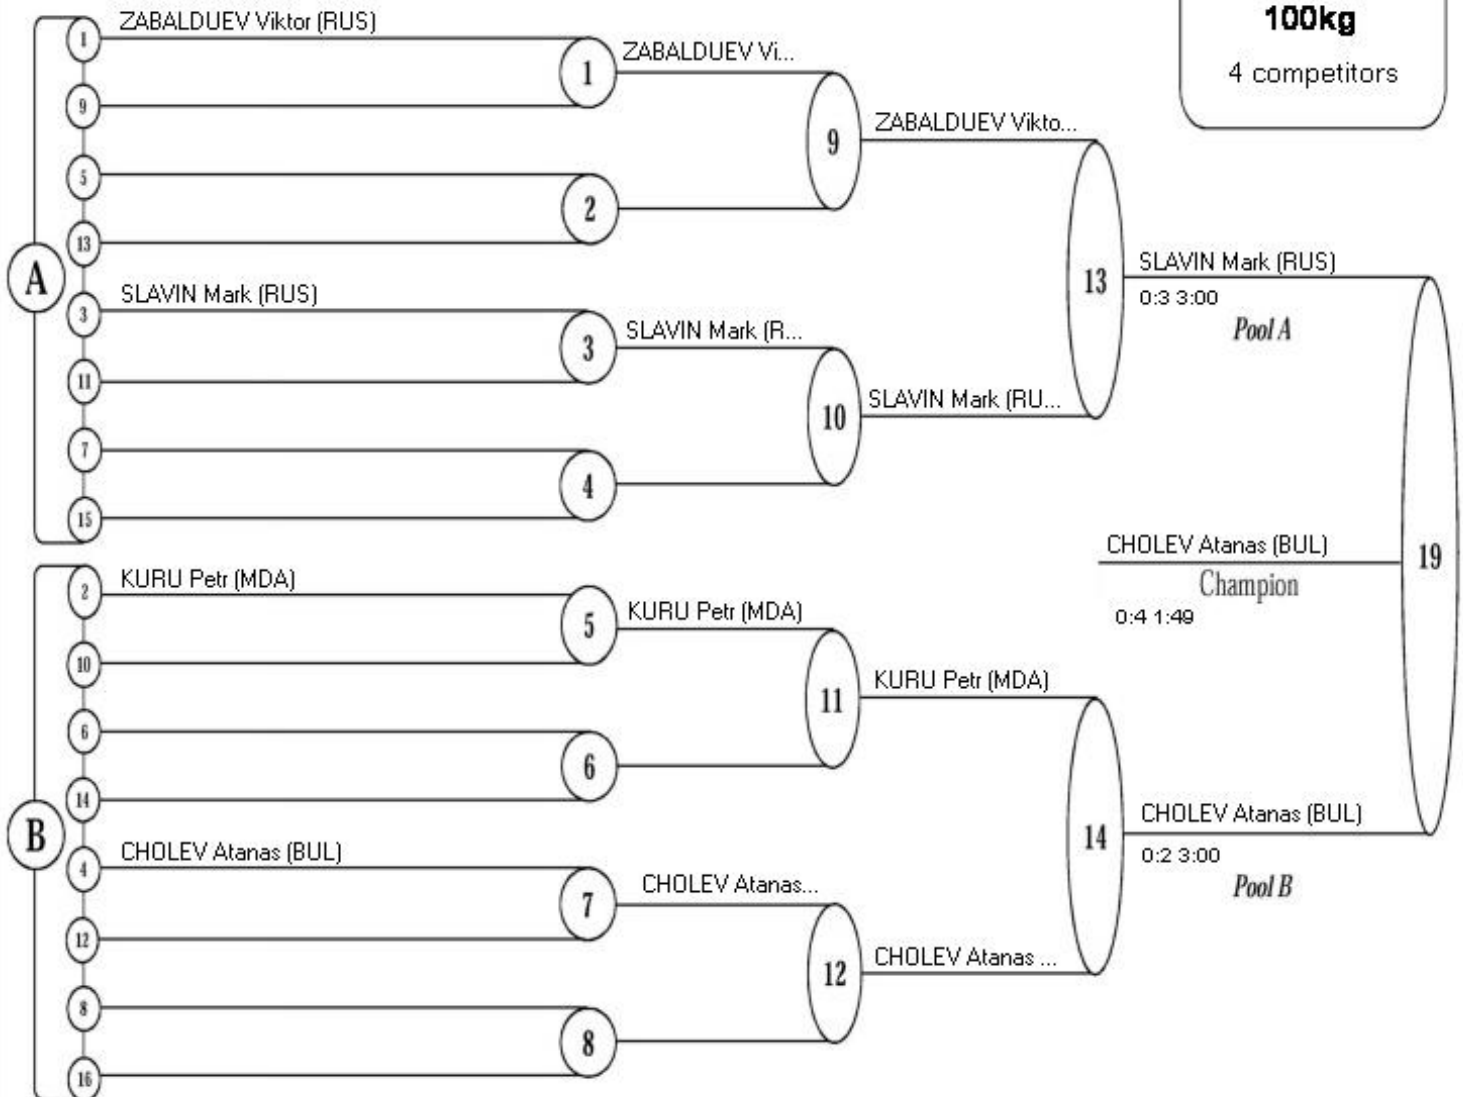 100kg
4 competitors
A
1
ZABALDUEV Viktor (RUS)
9
5
13
3
SLAVIN Mark (RUS)
11
7
15
1
2
3
4
ZABALDUEV Vi...
SLAVIN Mark (R...
9
10
ZABALDUEV Vikto...
SLAVIN Mark (RU...
13
SLAVIN Mark (RUS)
0:3 3:00
Pool A
B
2
KURU Petr (MDA)
10
6
14
4
CHOLEV Atanas (BUL)
12
8
16
5
6
7
8
KURU Petr (MDA)
CHOLEV Atanas...
11
12
KURU Petr (MDA)
CHOLEV Atanas ...
14
CHOLEV Atanas (BUL)
0:2 3:00
Pool B
19
CHOLEV Atanas (BUL)
Champion
0:4 1:49